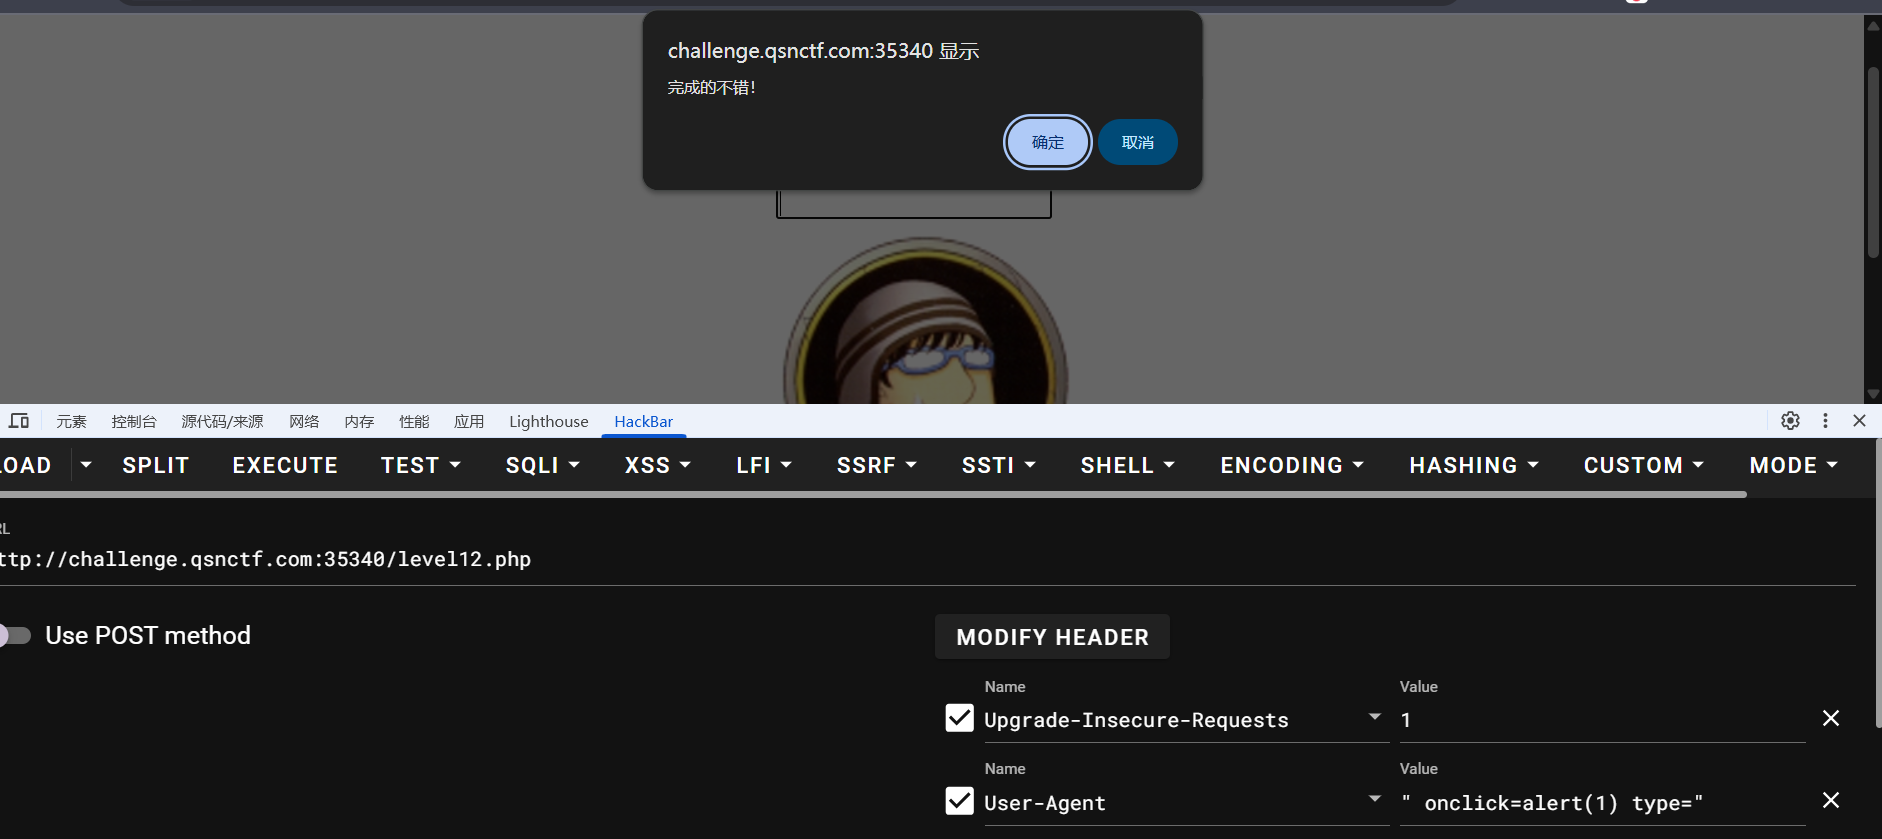 challenge.qsnctf.com:35340 显示
完成的不错！
确定 取消
元素 控制台 源代码/来源 网络 内存 性能 应用 Lighthouse HackBar
OAD SPLIT EXECUTE TEST SQLI XSS LFI SSRF SSTI SHELL ENCODING HASHING CUSTOM MODE
RL
ttp://challenge.qsnctf.com:35340/level12.php
Use POST method
MODIFY HEADER
Name Value
Upgrade-Insecure-Requests 1
Name Value
User-Agent " onclick=alert(1) type="